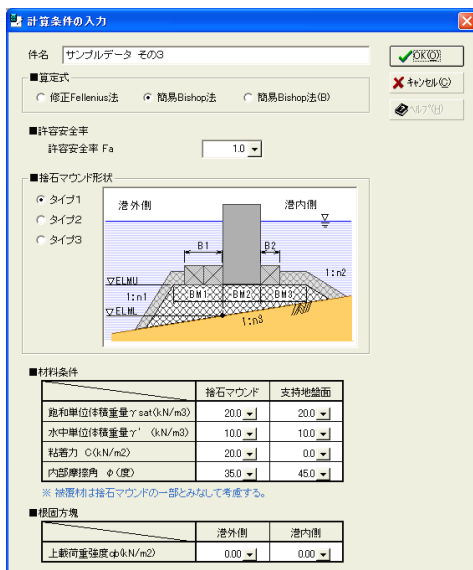 計算条件の入力
件名 サンプルデータ その3
OK(O)
キャンセル(C)
ヘルプ(H)
■算定式
修正Fellenius法 簡易Bishop法 簡易Bishop法(B)
■許容安全率
許容安全率 Fa 1.0
■捨石マウンド形状
タイプ1
タイプ2
タイプ3
港外側 港内側
B1 B2
▽ELMU 1:n2
1:n1 BM1 BM2 BM3
▽ELML
1:n3
■材料条件
捨石マウンド 支持地盤面
飽和単位体積重量γsat(kN/m3) 20.0 20.0
水中単位体積重量γ' (kN/m3) 10.0 10.0
粘着力 C(kN/m2) 20.0 0.0
内部摩擦角 φ(度) 35.0 45.0
※ 被覆材は捨石マウンドの一部とみなして考慮する。
■根固方塊
港外側 港内側
上載荷重強度qb(kN/m2) 0.00 0.00